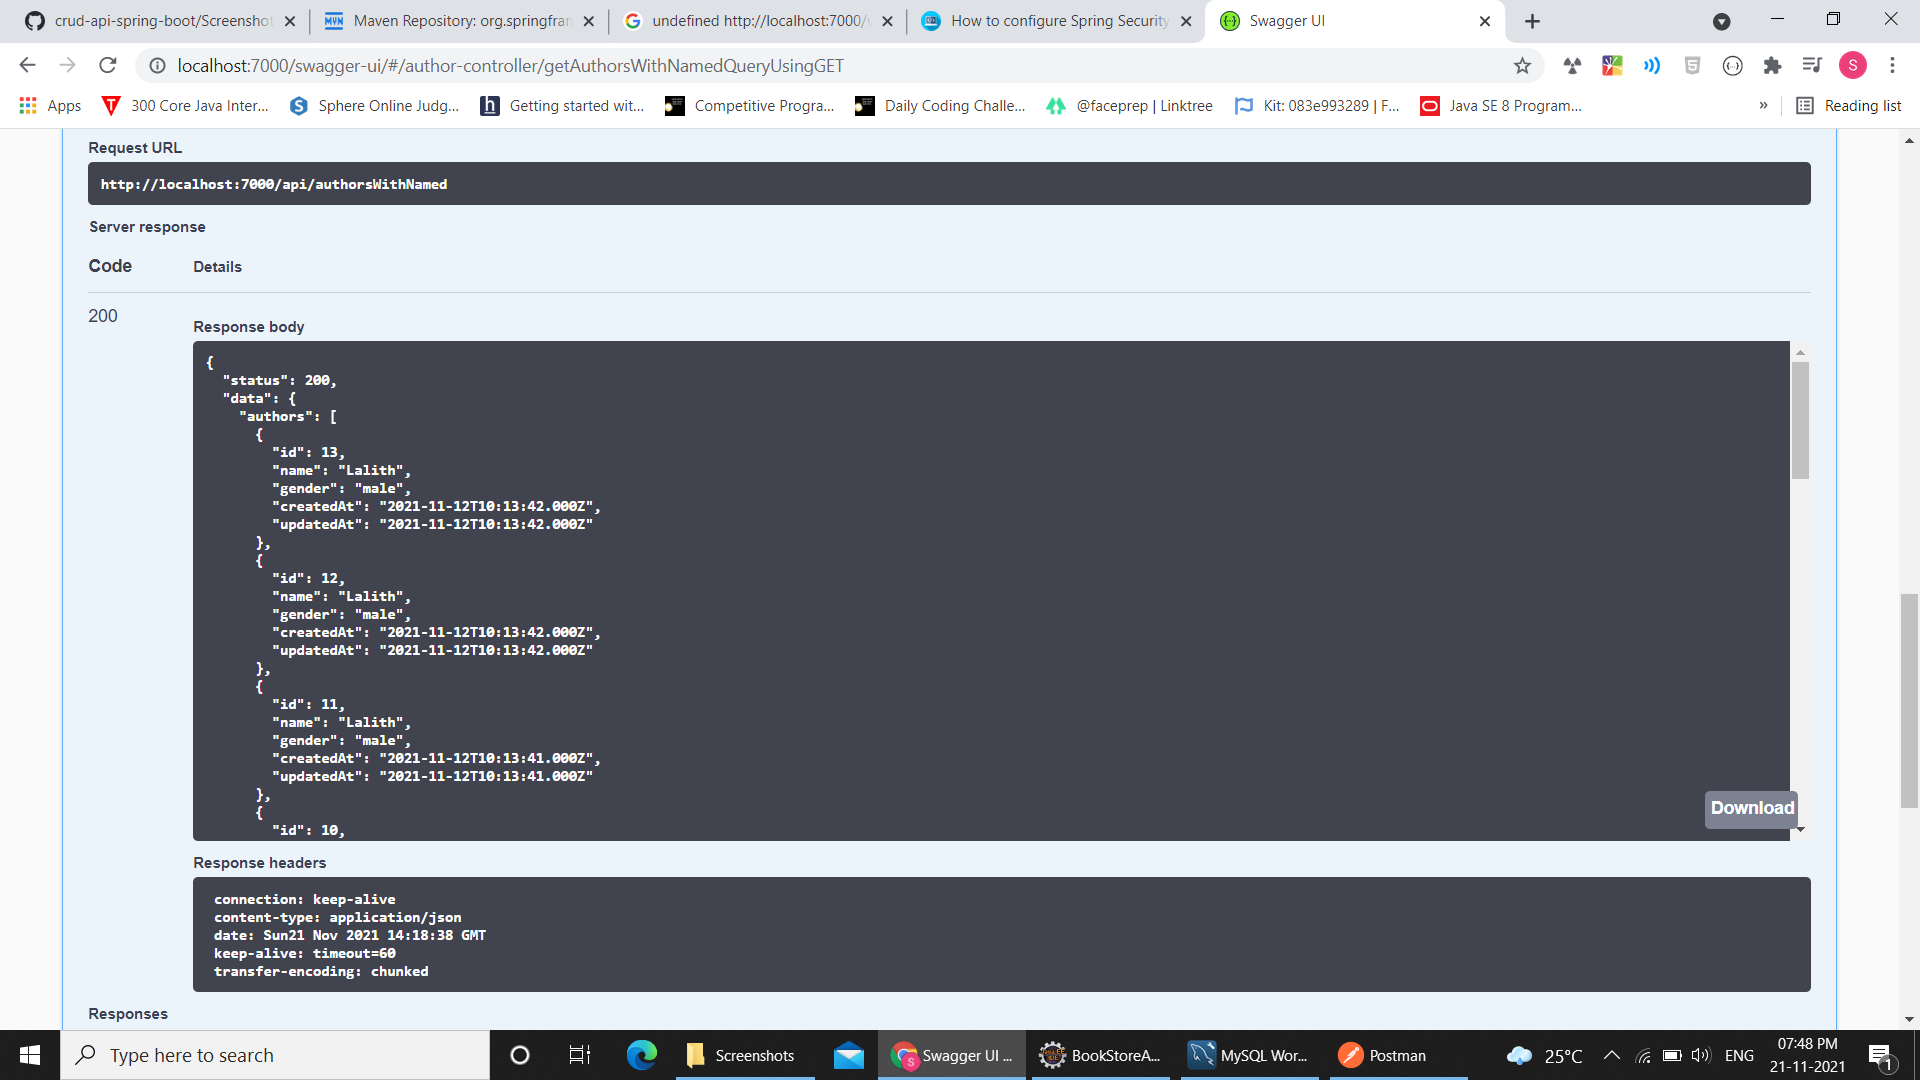 crud-api-spring-boot/Screenshot
Maven Repository: org.springfran
undefined http://localhost:7000/
How to configure Spring Security
Swagger UI
localhost:7000/swagger-ui/#/author-controller/getAuthorsWithNamedQueryUsingGET
S
Apps
300 Core Java Inter...
Sphere Online Judg...
Getting started wit...
Competitive Progra...
Daily Coding Challe...
@faceprep | Linktree
Kit: 083e993289 | F...
Java SE 8 Program...
»
Reading list
Request URL
http://localhost:7000/api/authorsWithNamed
Server response
Code Details
200
Response body
{
"status": 200,
"data": {
"authors": [
{
"id": 13,
"name": "Lalith",
"gender": "male",
"createdAt": "2021-11-12T10:13:42.000Z",
"updatedAt": "2021-11-12T10:13:42.000Z"
},
{
"id": 12,
"name": "Lalith",
"gender": "male",
"createdAt": "2021-11-12T10:13:42.000Z",
"updatedAt": "2021-11-12T10:13:42.000Z"
},
{
"id": 11,
"name": "Lalith",
"gender": "male",
"createdAt": "2021-11-12T10:13:41.000Z",
"updatedAt": "2021-11-12T10:13:41.000Z"
},
{
"id": 10,
Download
Response headers
connection: keep-alive
content-type: application/json
date: Sun21 Nov 2021 14:18:38 GMT
keep-alive: timeout=60
transfer-encoding: chunked
Responses
Type here to search
Screenshots
Swagger UI ...
BookStoreA...
MySQL Wor...
Postman
25°C
ENG
07:48 PM
21-11-2021
1